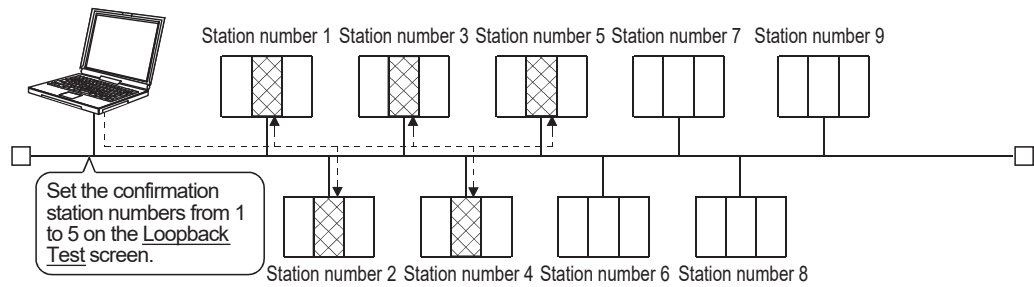 Station number 1 Station number 3 Station number 5 Station number 7 Station number 9
Set the confirmation
station numbers from 1
to 5 on the Loopback
Test screen.
Station number 2 Station number 4 Station number 6 Station number 8